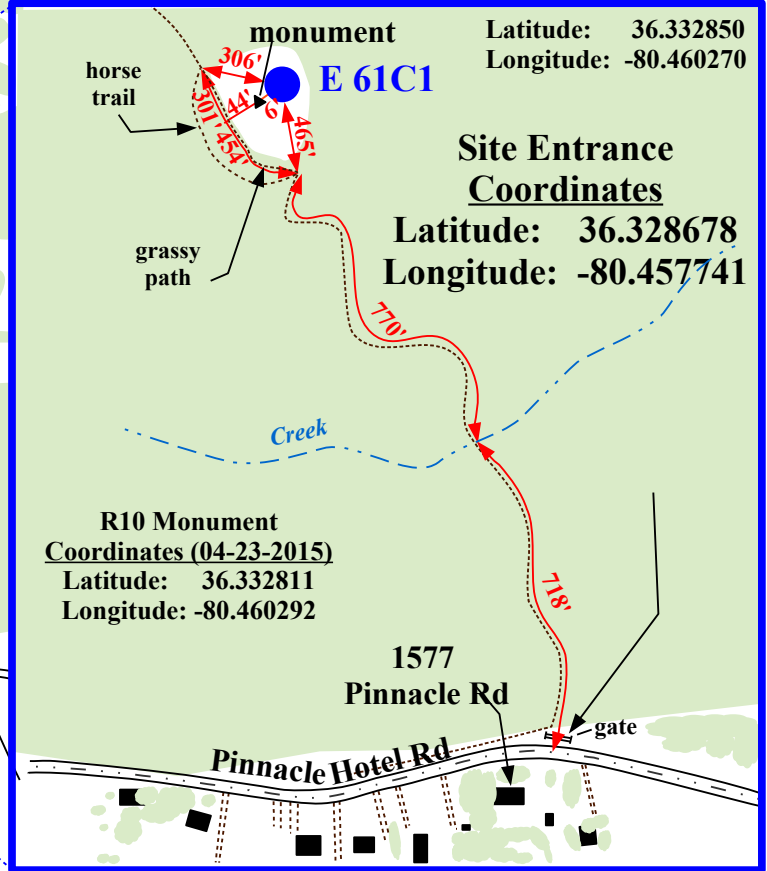 monument
Latitude: 36.332850
Longitude: -80.460270
306'
E 61C1
horse
trail
44'
6'
301'
454'
465'
Site Entrance
Coordinates
Latitude: 36.328678
Longitude: -80.457741
grassy
path
770'
Creek
R10 Monument
Coordinates (04-23-2015)
Latitude: 36.332811
Longitude: -80.460292
718'
1577
Pinnacle Rd
gate
Pinnacle Hotel Rd